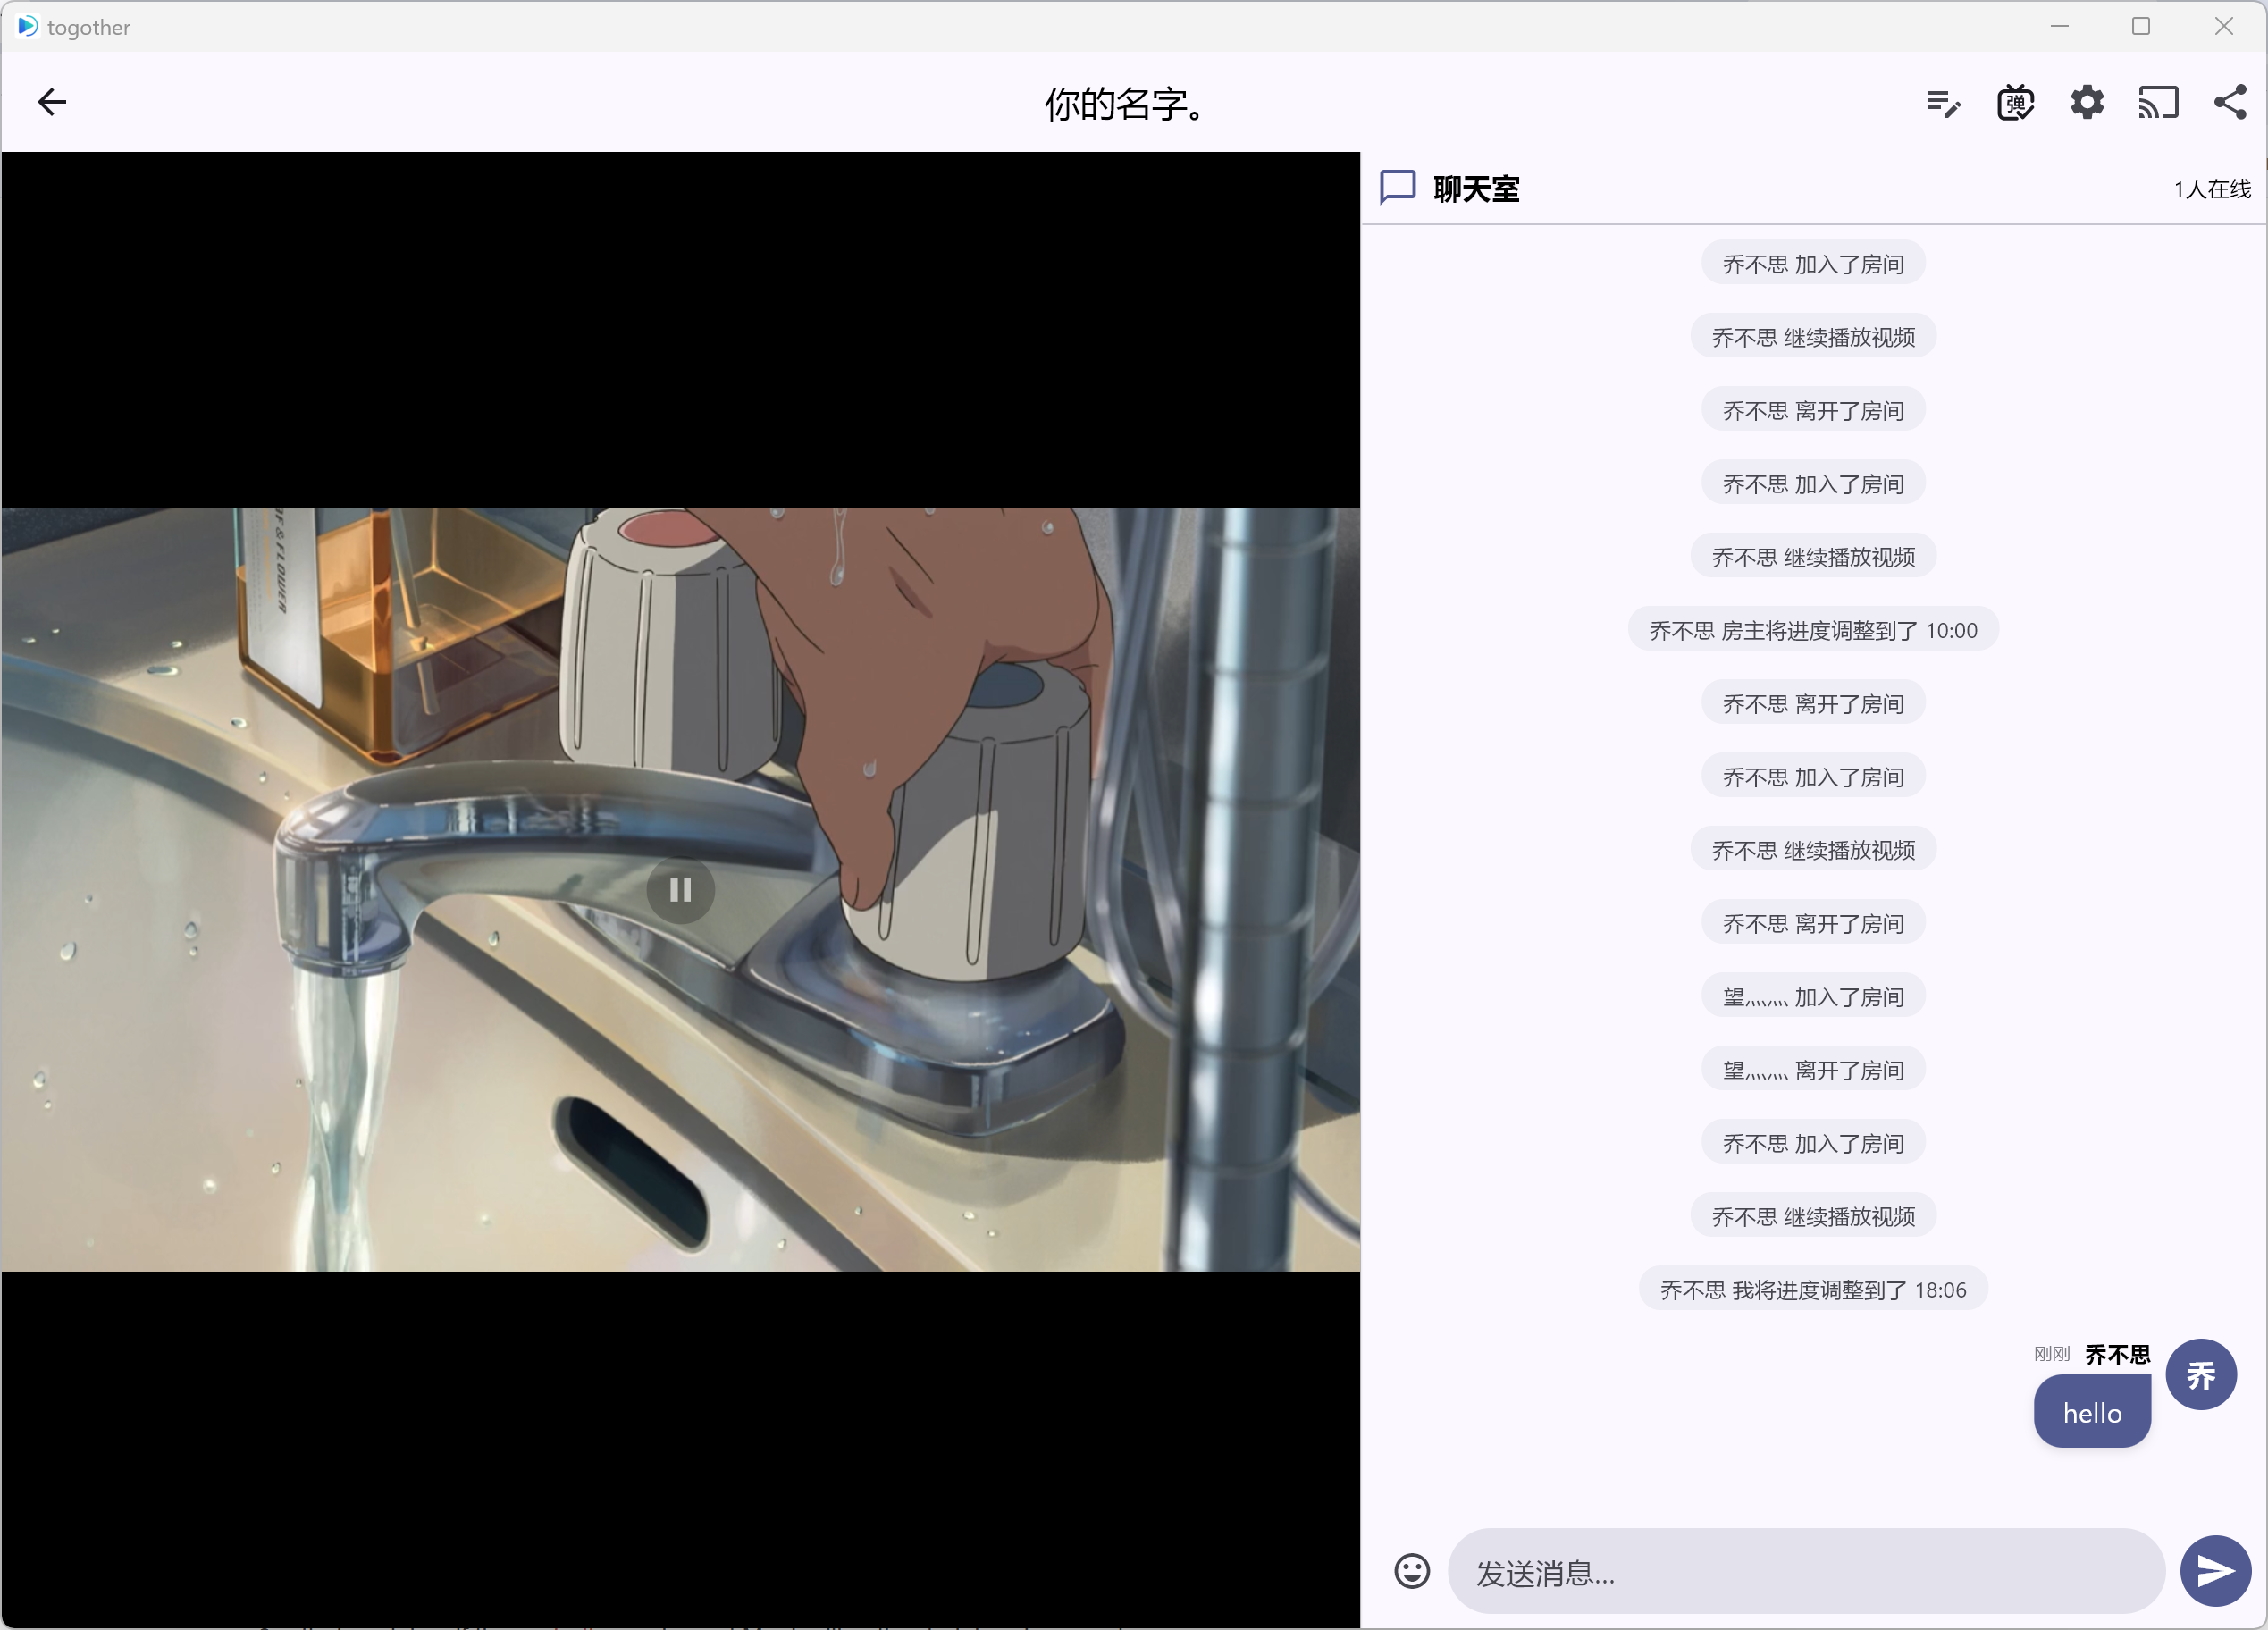 togother
你的名字。
弹
聊天室
1人在线
乔不思 加入了房间
乔不思 继续播放视频
乔不思 离开了房间
乔不思 加入了房间
乔不思 继续播放视频
乔不思 房主将进度调整到了 10:00
乔不思 离开了房间
乔不思 加入了房间
乔不思 继续播放视频
乔不思 离开了房间
望灬灬 加入了房间
望灬灬 离开了房间
乔不思 加入了房间
乔不思 继续播放视频
乔不思 我将进度调整到了 18:06
刚刚 乔不思
乔
hello
发送消息...
& FLOWER